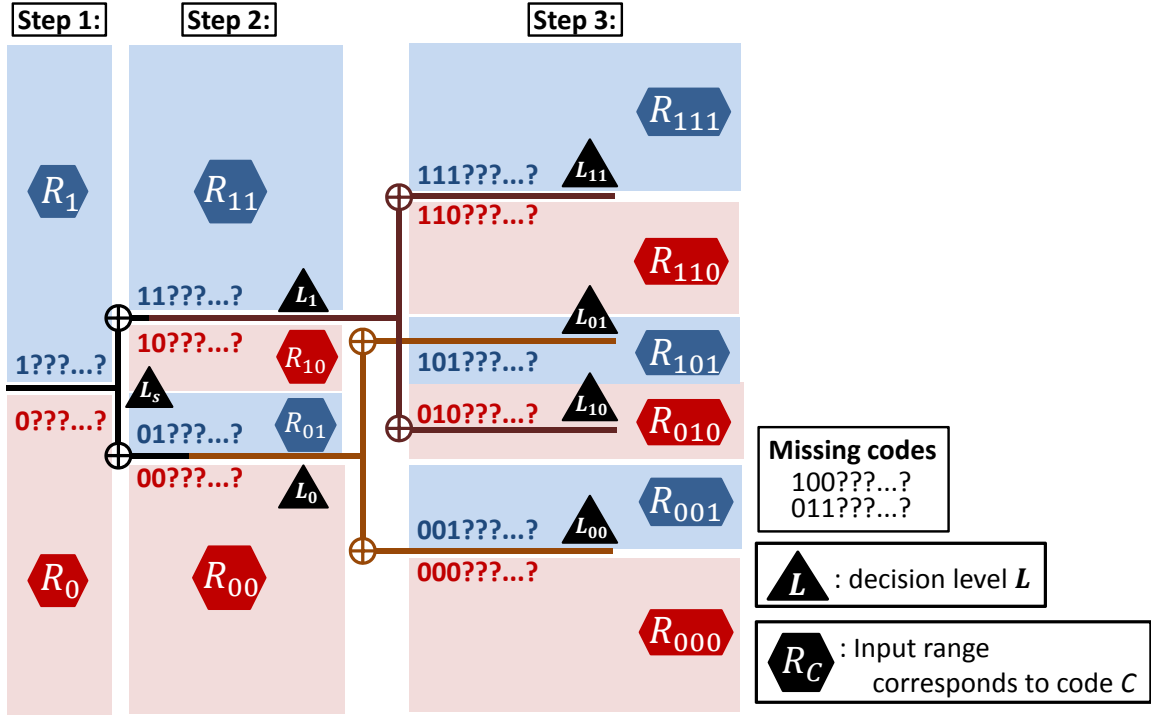 Step 1:
Step 2:
Step 3:
R₁
R₁₁
R₁₁₁
111???...?
L₁₁
110???...?
R₁₁₀
11???...?
L₁
L₀₁
10???...?
R₁₀
101???...?
R₁₀₁
1???...?
Lₛ
0???...?
01???...?
R₀₁
010???...?
L₁₀
R₀₁₀
00???...?
L₀
001???...?
L₀₀
R₀₀₁
000???...?
R₀
R₀₀
R₀₀₀
Missing codes
100???...?
011???...?
L : decision level L
R_C : Input range
corresponds to code C